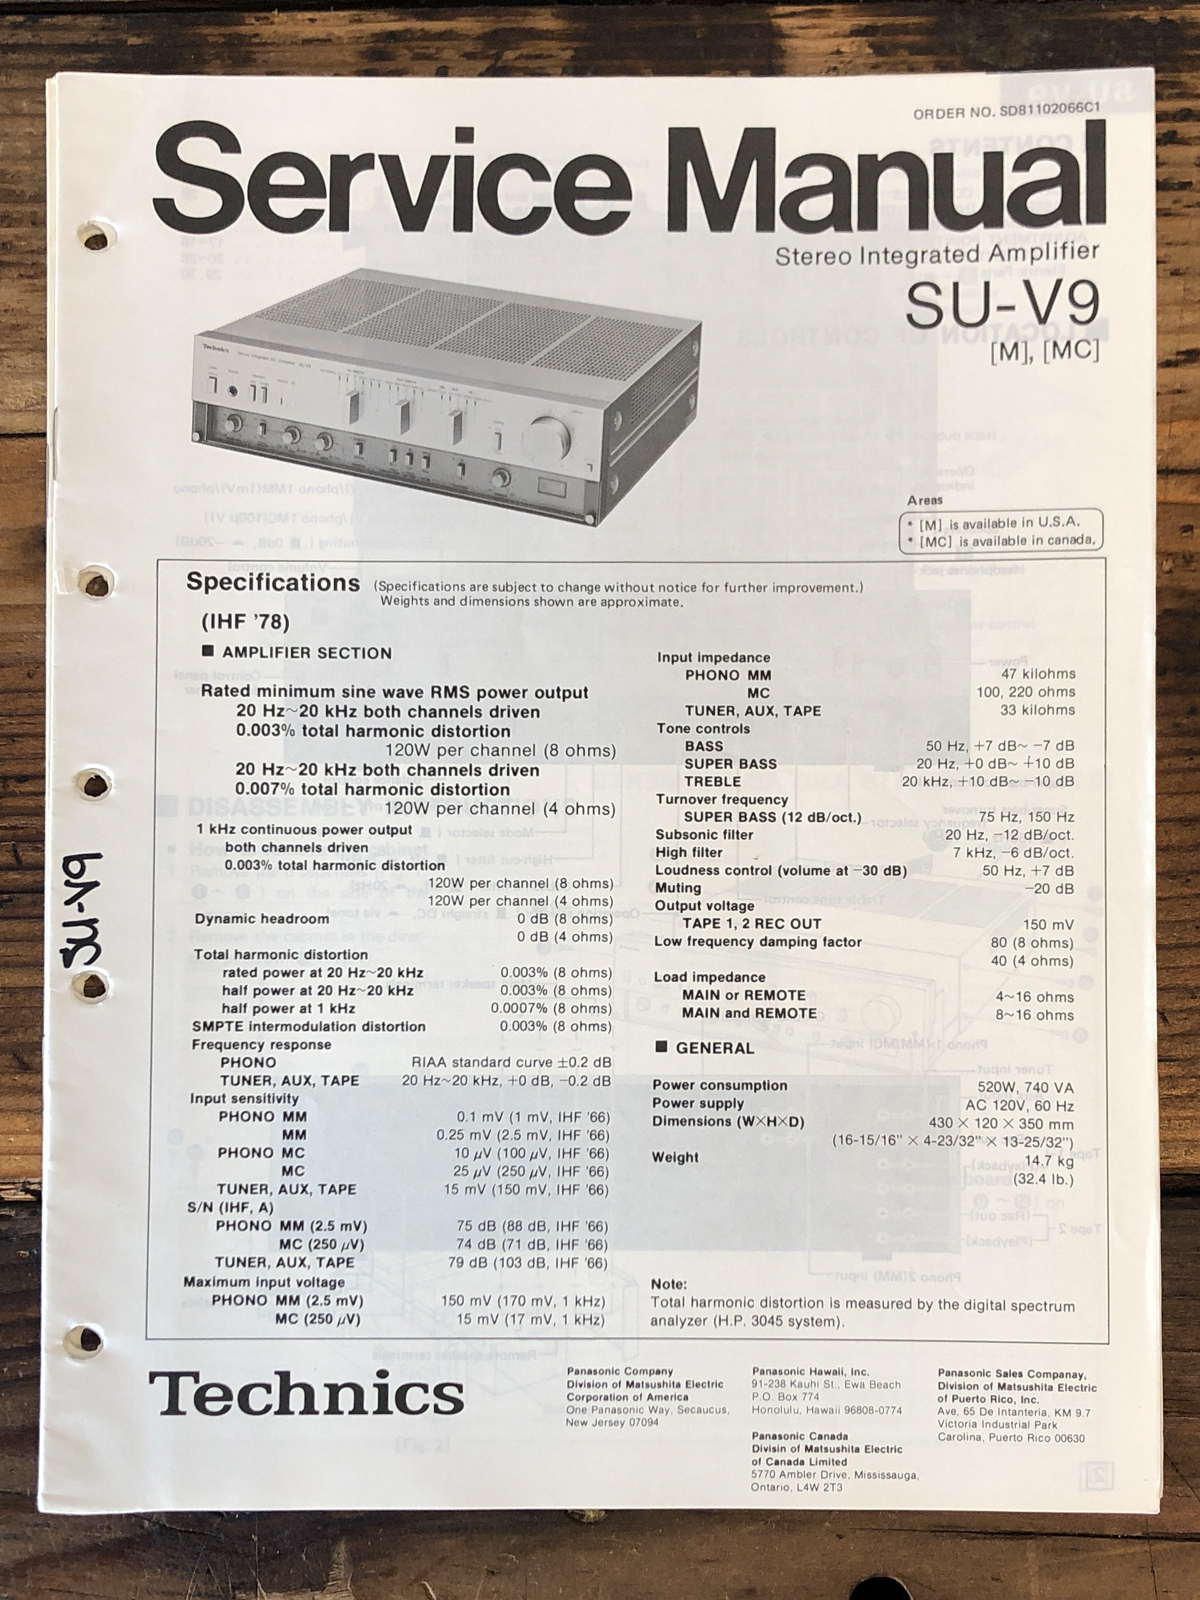 ORDER NO. SD81102066C1
Service Manual
Stereo Integrated Amplifier
SU-V9
[M], [MC]
Technics
Areas
* [M] is available in U.S.A.
* [MC] is available in canada.
Specifications (Specifications are subject to change without notice for further improvement.)
Weights and dimensions shown are approximate.
(IHF '78)
■ AMPLIFIER SECTION
Rated minimum sine wave RMS power output
20 Hz~20 kHz both channels driven
0.003% total harmonic distortion
120W per channel (8 ohms)
20 Hz~20 kHz both channels driven
0.007% total harmonic distortion
120W per channel (4 ohms)
1 kHz continuous power output
both channels driven
0.003% total harmonic distortion
120W per channel (8 ohms)
120W per channel (4 ohms)
Dynamic headroom 0 dB (8 ohms)
0 dB (4 ohms)
Total harmonic distortion
rated power at 20 Hz~20 kHz 0.003% (8 ohms)
half power at 20 Hz~20 kHz 0.003% (8 ohms)
half power at 1 kHz 0.0007% (8 ohms)
SMPTE intermodulation distortion 0.003% (8 ohms)
Frequency response
PHONO RIAA standard curve ±0.2 dB
TUNER, AUX, TAPE 20 Hz~20 kHz, +0 dB, −0.2 dB
Input sensitivity
PHONO MM 0.1 mV (1 mV, IHF '66)
MM 0.25 mV (2.5 mV, IHF '66)
PHONO MC 10 μV (100 μV, IHF '66)
MC 25 μV (250 μV, IHF '66)
TUNER, AUX, TAPE 15 mV (150 mV, IHF '66)
S/N (IHF, A)
PHONO MM (2.5 mV) 75 dB (88 dB, IHF '66)
MC (250 μV) 74 dB (71 dB, IHF '66)
TUNER, AUX, TAPE 79 dB (103 dB, IHF '66)
Maximum input voltage
PHONO MM (2.5 mV) 150 mV (170 mV, 1 kHz)
MC (250 μV) 15 mV (17 mV, 1 kHz)
Input impedance
PHONO MM 47 kilohms
MC 100, 220 ohms
TUNER, AUX, TAPE 33 kilohms
Tone controls
BASS 50 Hz, +7 dB~ −7 dB
SUPER BASS 20 Hz, +0 dB~ +10 dB
TREBLE 20 kHz, +10 dB~ −10 dB
Turnover frequency
SUPER BASS (12 dB/oct.) 75 Hz, 150 Hz
Subsonic filter 20 Hz, −12 dB/oct.
High filter 7 kHz, −6 dB/oct.
Loudness control (volume at −30 dB) 50 Hz, +7 dB
Muting −20 dB
Output voltage
TAPE 1, 2 REC OUT 150 mV
Low frequency damping factor 80 (8 ohms)
40 (4 ohms)
Load impedance
MAIN or REMOTE 4~16 ohms
MAIN and REMOTE 8~16 ohms
■ GENERAL
Power consumption 520W, 740 VA
Power supply AC 120V, 60 Hz
Dimensions (W×H×D) 430 × 120 × 350 mm
(16-15/16" × 4-23/32" × 13-25/32")
Weight 14.7 kg
(32.4 lb.)
Note:
Total harmonic distortion is measured by the digital spectrum
analyzer (H.P. 3045 system).
SU-V9
Technics
Panasonic Company
Division of Matsushita Electric
Corporation of America
One Panasonic Way, Secaucus,
New Jersey 07094
Panasonic Hawaii, Inc.
91-238 Kauhi St., Ewa Beach
P.O. Box 774
Honolulu, Hawaii 96808-0774
Panasonic Canada
Divisin of Matsushita Electric
of Canada Limited
5770 Ambler Drive, Mississauga,
Ontario, L4W 2T3
Panasonic Sales Companay,
Division of Matsushita Electric
of Puerto Rico, Inc.
Ave, 65 De Intanteria, KM 9.7
Victoria Industrial Park
Carolina, Puerto Rico 00630